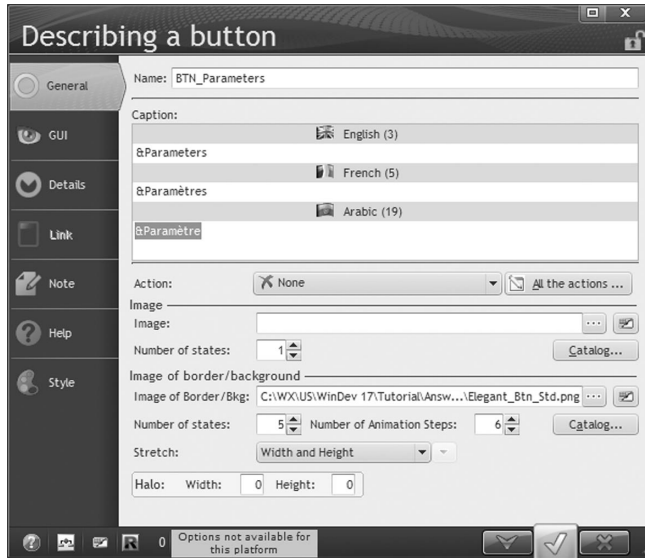 Describing a button
General
GUI
Details
Link
Note
Help
Style
Name: BTN_Parameters
Caption:
English (3)
&Parameters
French (5)
&Paramètres
Arabic (19)
&Paramètre
Action: None All the actions ...
Image
Image: ...
Number of states: 1 Catalog...
Image of border/background
Image of Border/Bkg: C:\WX\US\WinDev 17\Tutorial\Answ...\Elegant_Btn_Std.png ...
Number of states: 5 Number of Animation Steps: 6 Catalog...
Stretch: Width and Height
Halo: Width: 0 Height: 0
R 0 Options not available for
this platform